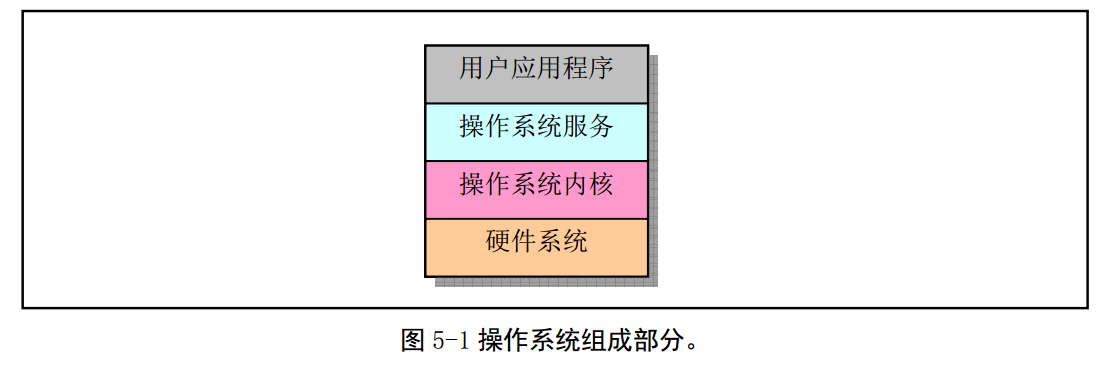 用户应用程序
操作系统服务
操作系统内核
硬件系统
图 5-1 操作系统组成部分。